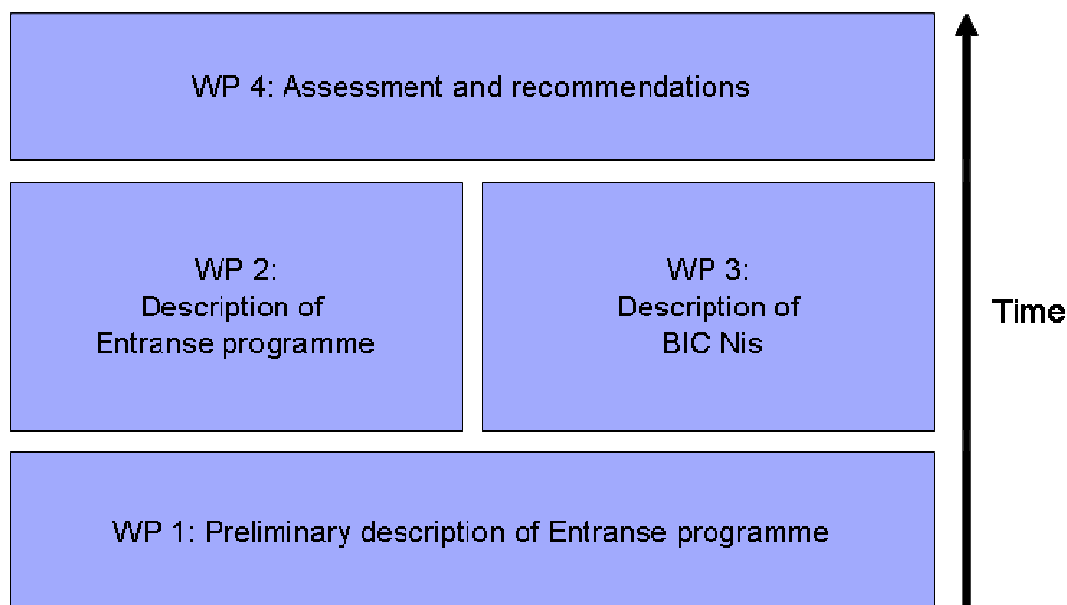 WP 4: Assessment and recommendations
WP 2:
Description of
Entranse programme
WP 3:
Description of
BIC Nis
Time
WP 1: Preliminary description of Entranse programme